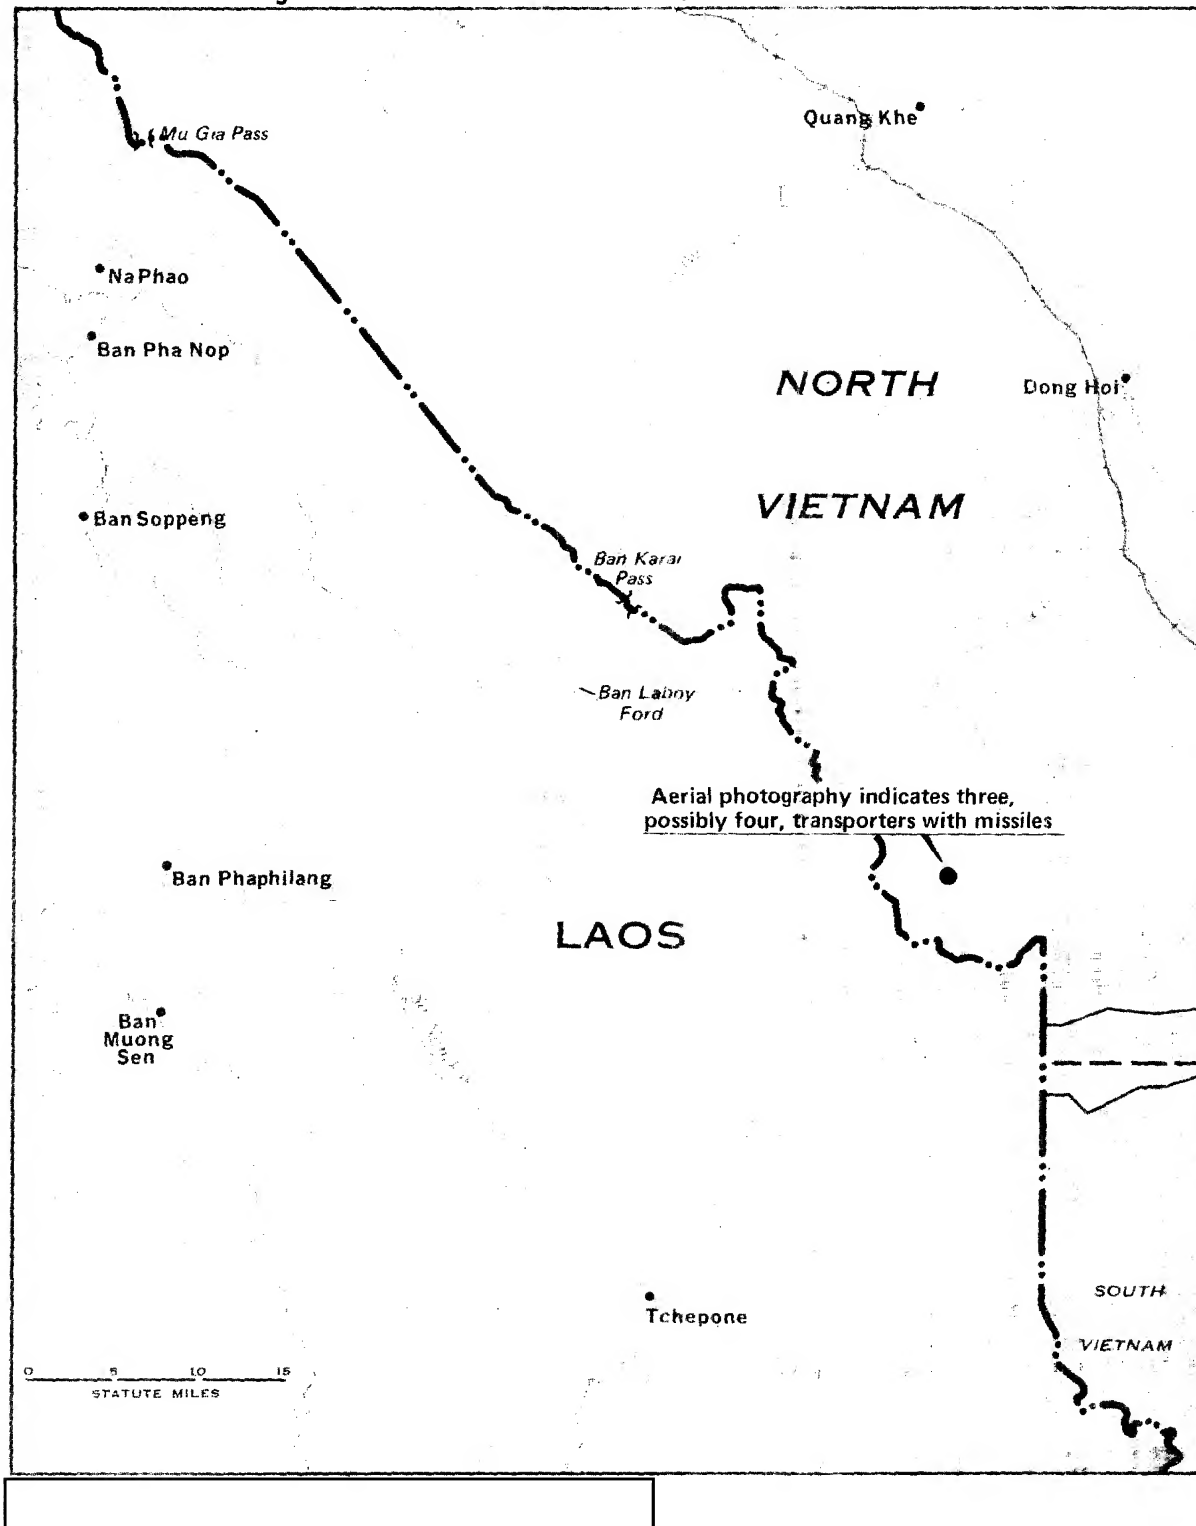 Mu Gia Pass
Quang Khe
Na Phao
Ban Pha Nop
NORTH
Dong Hoi
VIETNAM
Ban Soppeng
Ban Karai
Pass
Ban Laboy
Ford
Aerial photography indicates three,
possibly four, transporters with missiles
Ban Phaphilang
LAOS
Ban
Muong
Sen
Tchepone
SOUTH
VIETNAM
0 5 10 15
STATUTE MILES